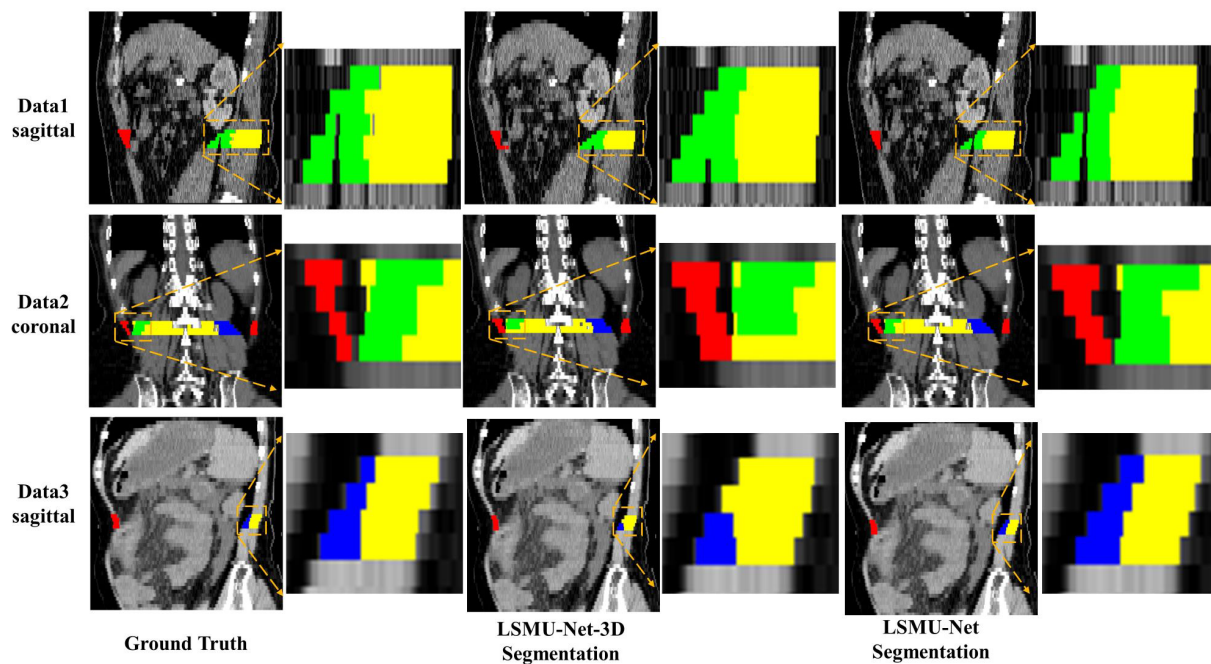 Data1
sagittal
Data2
coronal
Data3
sagittal
Ground Truth
LSMU-Net-3D
Segmentation
LSMU-Net
Segmentation